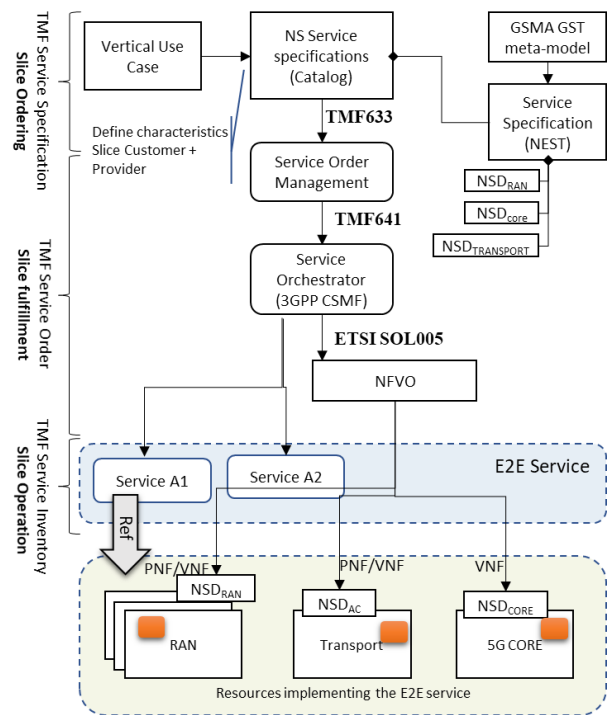 TMF Service Specification
Slice Ordering
Vertical Use
Case
NS Service
specifications
(Catalog)
GSMA GST
meta-model
TMF633
Service
Specification
(NEST)
Define characteristics
Slice Customer +
Provider
Service Order
Management
NSDRAN
NSDcore
NSDTRANSPORT
TMF641
TMF Service Order
Slice fulfillment
Service
Orchestrator
(3GPP CSMF)
ETSI SOL005
NFVO
TMF Service Inventory
Slice Operation
E2E Service
Service A1
Service A2
Ref
PNF/VNF
PNF/VNF
VNF
NSDRAN
NSDAC
NSDCORE
RAN
Transport
5G CORE
Resources implementing the E2E service